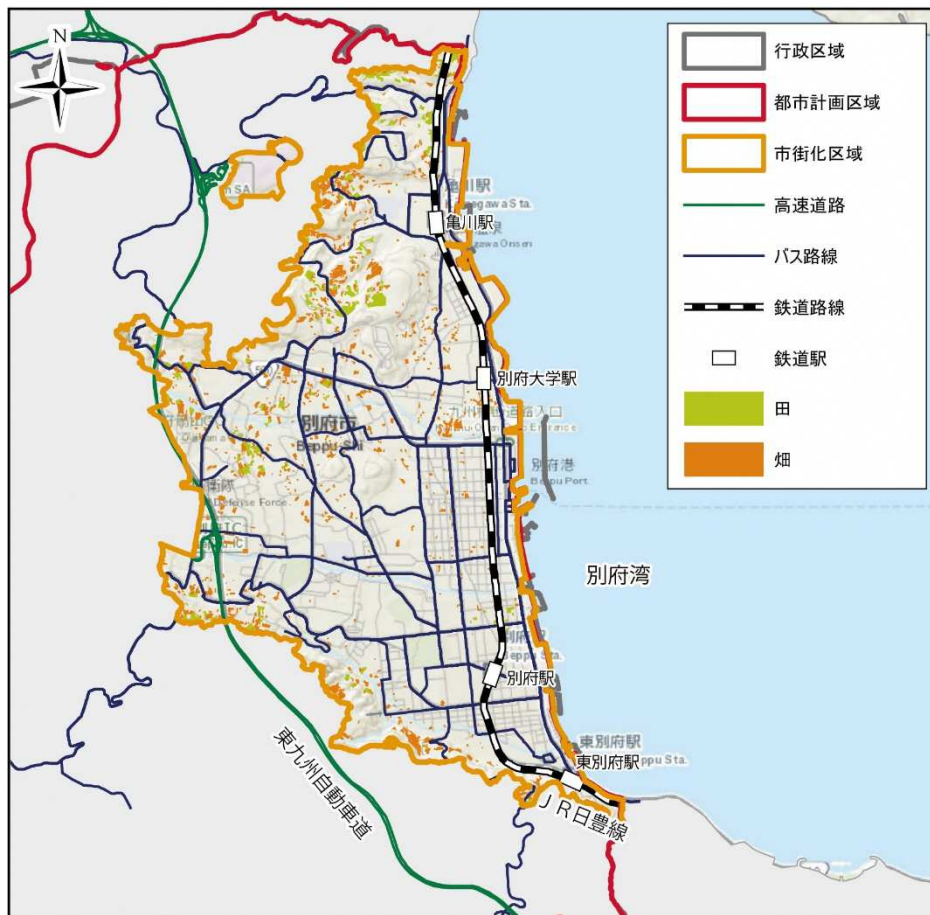 N
行政区域
都市計画区域
市街化区域
高速道路
バス路線
鉄道路線
鉄道駅
田
畑
亀川駅
亀川駅
別府大学駅
別府市
Beppu-Shi
別府港
Beppu Port
別府湾
別府駅
東別府駅
東別府駅
JR日豊線
東九州自動車道